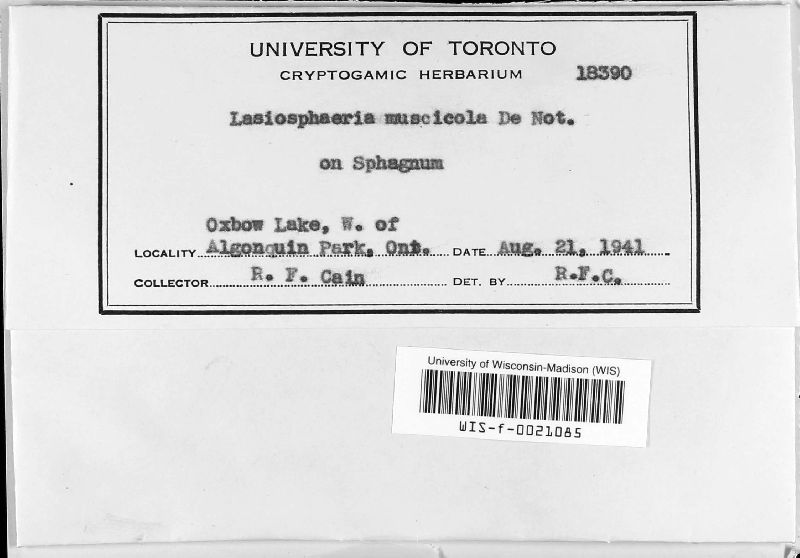 UNIVERSITY OF TORONTO
CRYPTOGAMIC HERBARIUM 18390
Lasiosphaeria muscicola De Not.
on Sphagnum
Oxbow Lake, W. of
LOCALITY Algonquin Park, Ont. DATE Aug. 21, 1941
COLLECTOR R. F. Cain DET. BY R.F.C.
University of Wisconsin-Madison (WIS)
WIS-f-0021085